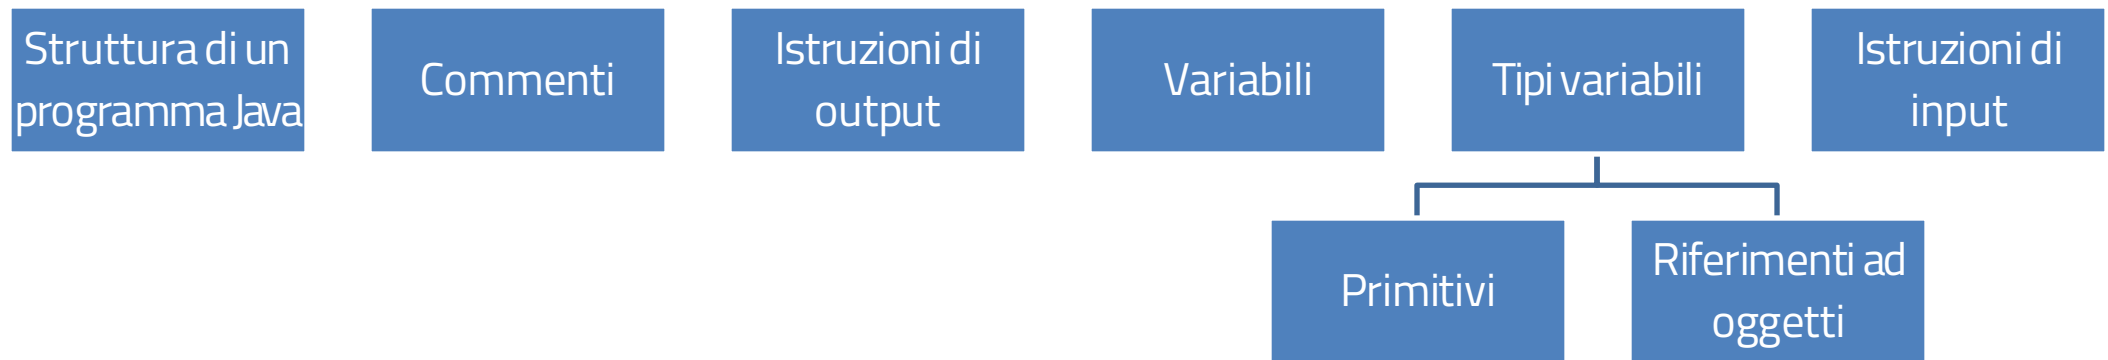 Struttura di un
programma Java
Commenti
Istruzioni di
output
Variabili
Tipi variabili
Istruzioni di
input
Primitivi
Riferimenti ad
oggetti